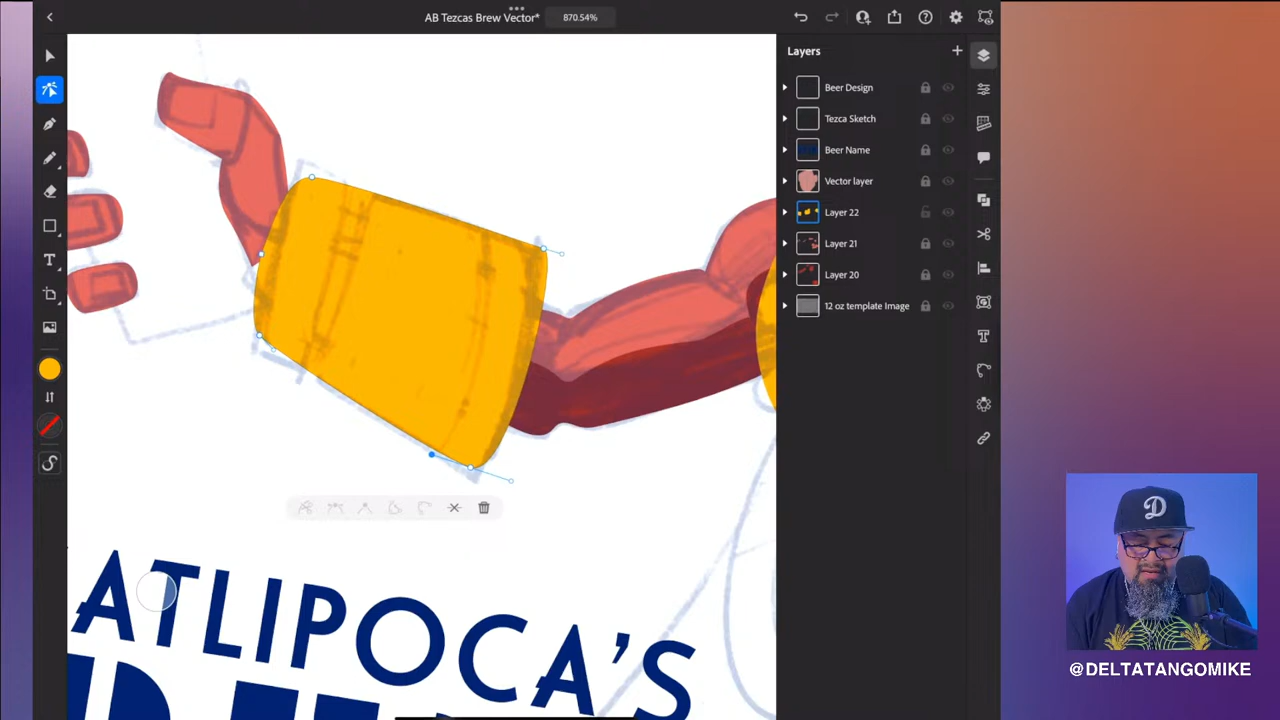 AB Tezcas Brew Vector*
870.54%
Layers
Beer Design
Tezca Sketch
Beer Name
Vector layer
Layer 22
Layer 21
Layer 20
12 oz template Image
ATLIPOCA'S
D
@DELTATANGOMIKE